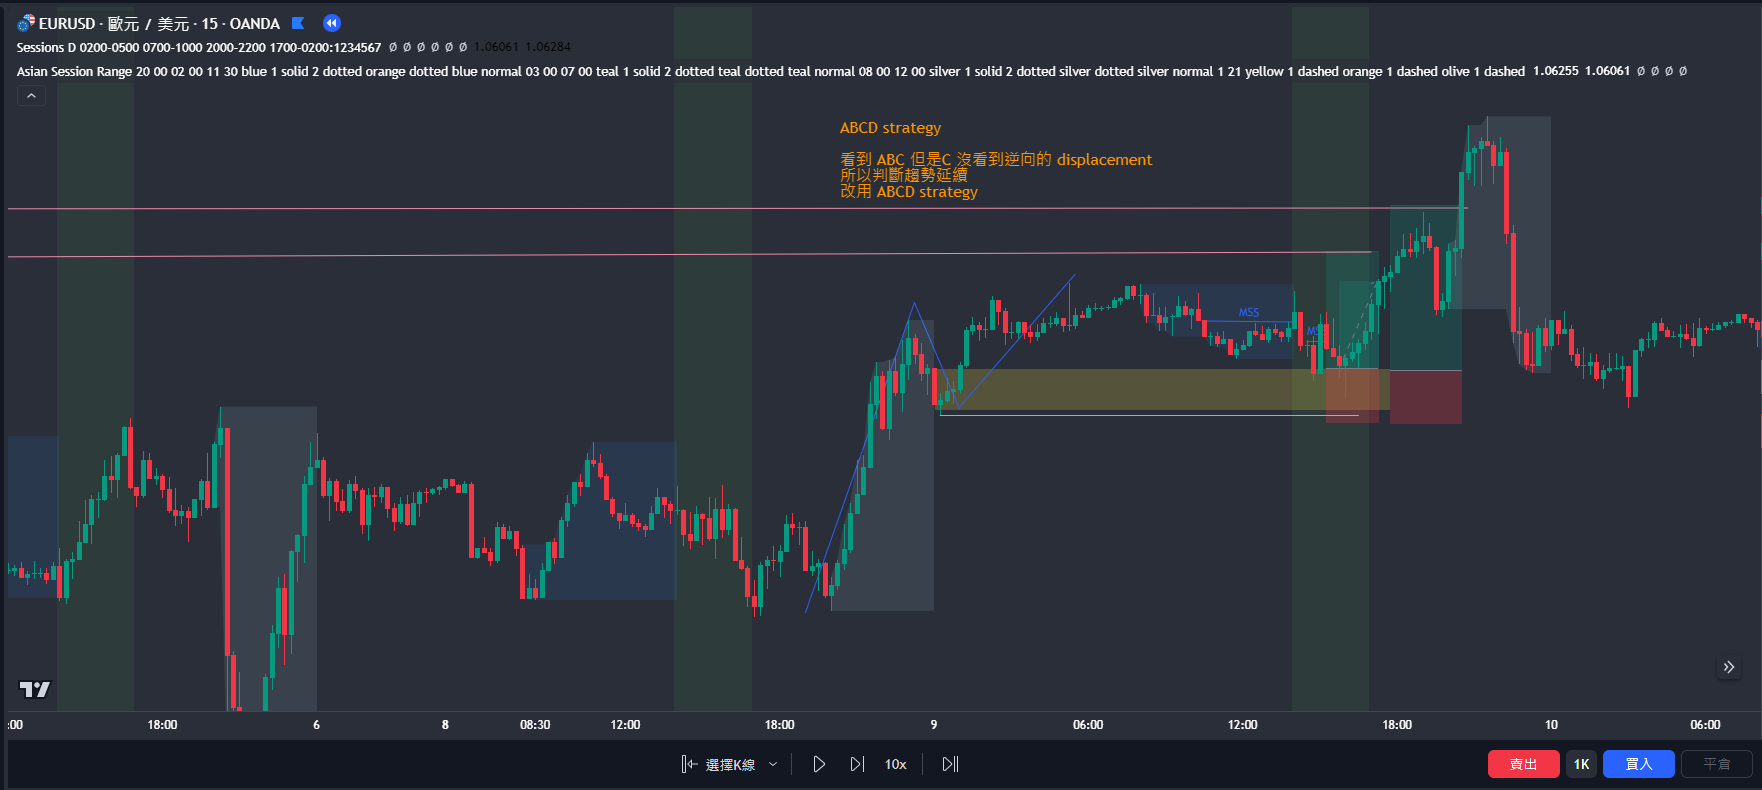 EURUSD · 歐元 / 美元 · 15 · OANDA
Sessions D 0200-0500 0700-1000 2000-2200 1700-0200:1234567 ø ø ø ø ø ø 1.06061 1.06284
Asian Session Range 20 00 02 00 11 30 blue 1 solid 2 dotted orange dotted blue normal 03 00 07 00 teal 1 solid 2 dotted teal dotted teal normal 08 00 12 00 silver 1 solid 2 dotted silver dotted silver normal 1 21 yellow 1 dashed orange 1 dashed olive 1 dashed 1.06255 1.06061 ø ø ø ø
ABCD strategy
看到 ABC 但是C 沒看到逆向的 displacement
所以判斷趨勢延續
改用 ABCD strategy
MSS
:00 18:00 6 8 08:30 12:00 18:00 9 06:00 12:00 18:00 10 06:00
選擇K線 10x 賣出 1K 買入 平倉